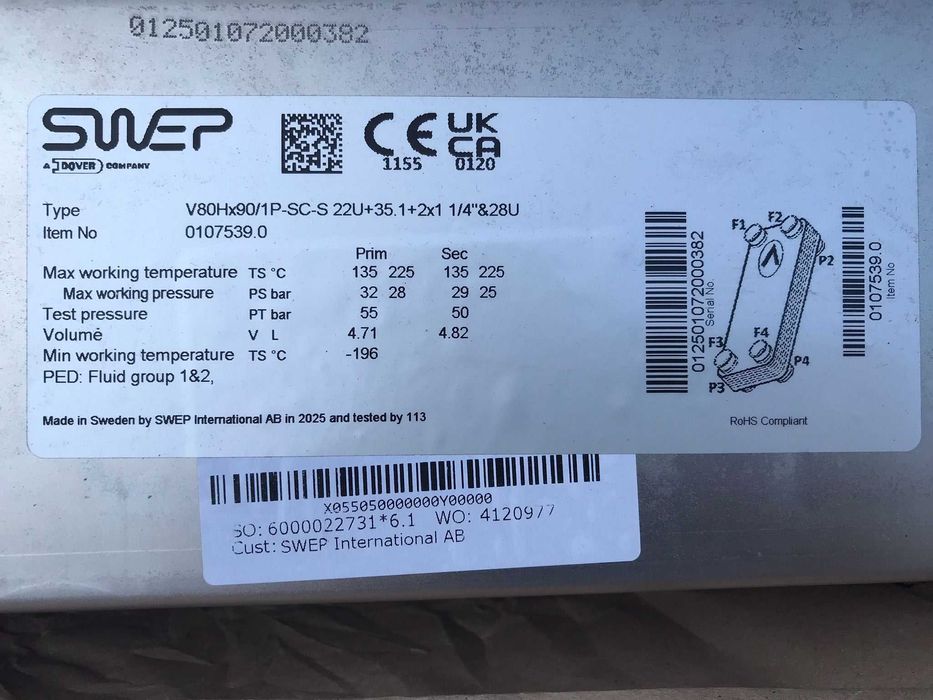 012501072000382
SWEP
A DOVER COMPANY
CE
1155
UK
CA
0120
Type V80Hx90/1P-SC-S 22U+35.1+2x1 1/4"&28U
Item No 0107539.0
Prim Sec
Max working temperature TS °C 135 225 135 225
Max working pressure PS bar 32 28 29 25
Test pressure PT bar 55 50
Volume V L 4.71 4.82
Min working temperature TS °C -196
PED: Fluid group 1&2,
Made in Sweden by SWEP International AB in 2025 and tested by 113
012501072000382
Serial No.
F1
F2
P2
F3
F4
P3
P4
0107539.0
Item No
RoHS Compliant
X055050000000Y00000
SO: 6000022731*6.1 WO: 4120977
Cust: SWEP International AB